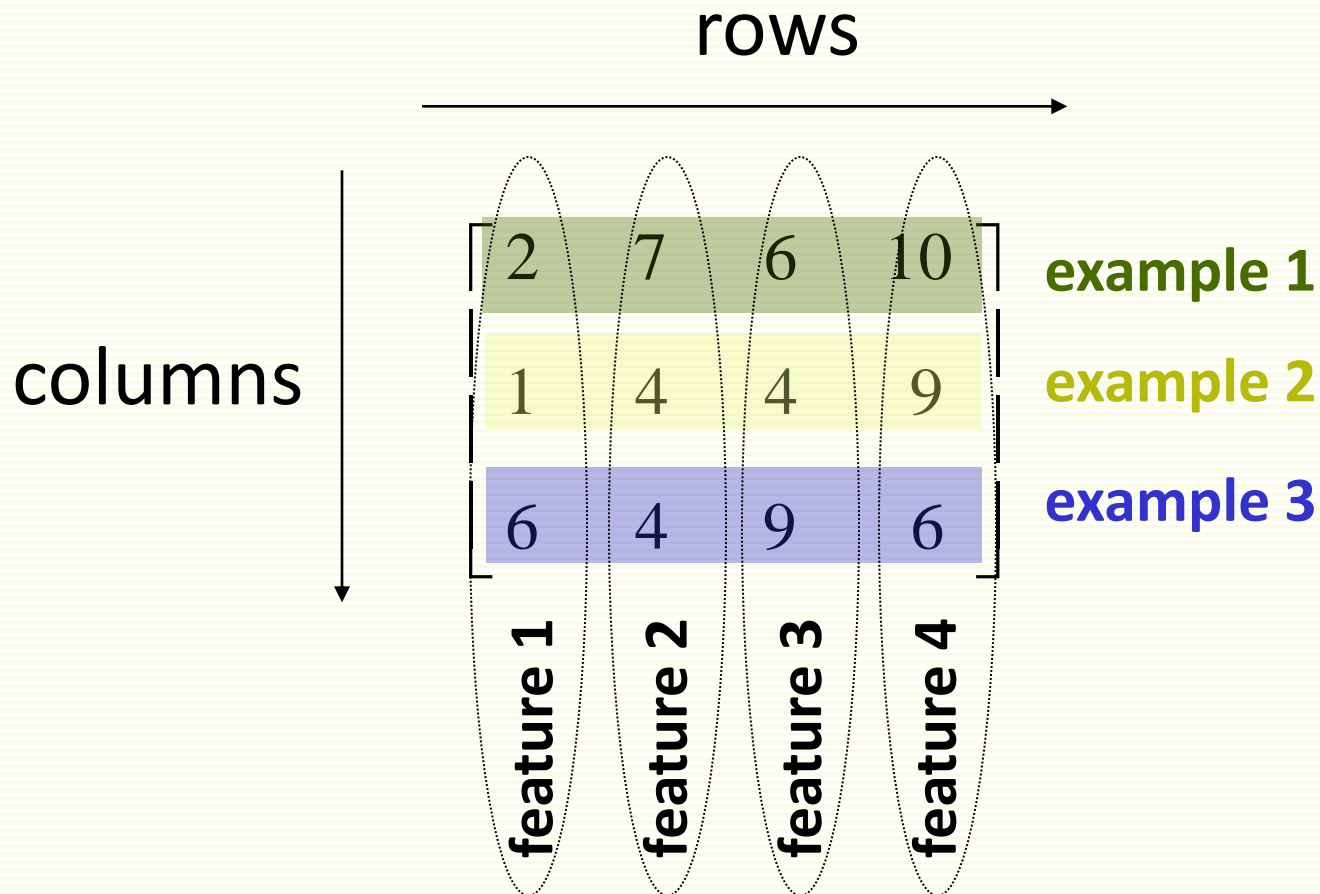 rows
2 7 6 10 example 1
columns 1 4 4 9 example 2
6 4 9 6 example 3
feature 1
feature 2
feature 3
feature 4